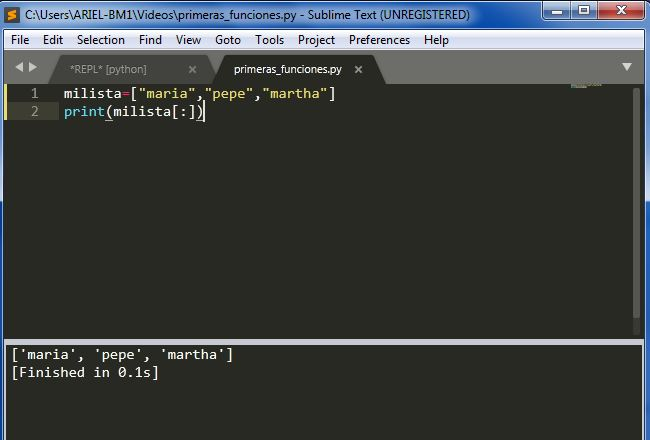 C:\Users\ARIEL-BM1\Videos\primeras_funciones.py - Sublime Text (UNREGISTERED)
File Edit Selection Find View Goto Tools Project Preferences Help
*REPL* [python] primeras_funciones.py
1 milista=["maria","pepe","martha"]
2 print(milista[:])
['maria', 'pepe', 'martha']
[Finished in 0.1s]